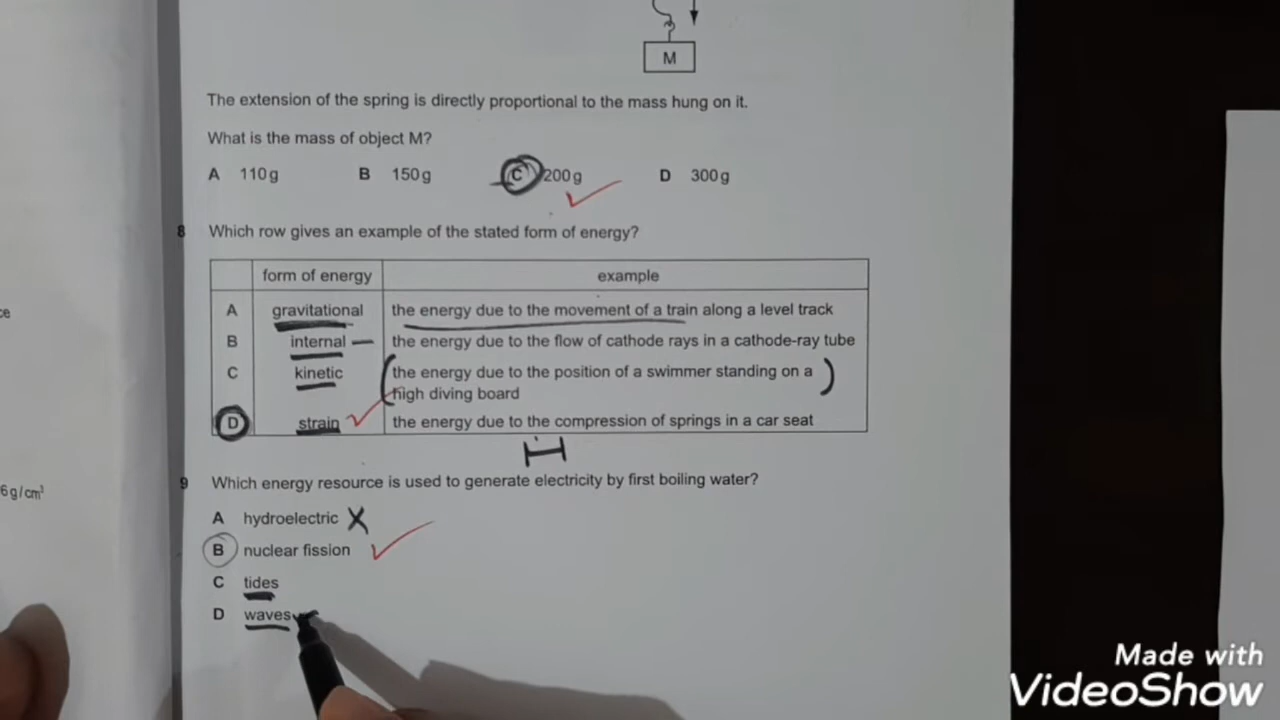 M
The extension of the spring is directly proportional to the mass hung on it.
What is the mass of object M?
A 110g B 150g C 200g D 300g
8 Which row gives an example of the stated form of energy?
form of energy example
A gravitational the energy due to the movement of a train along a level track
B internal the energy due to the flow of cathode rays in a cathode-ray tube
C kinetic the energy due to the position of a swimmer standing on a
high diving board
D strain the energy due to the compression of springs in a car seat
9 Which energy resource is used to generate electricity by first boiling water?
A hydroelectric
B nuclear fission
C tides
D waves
6g/cm³
Made with
VideoShow